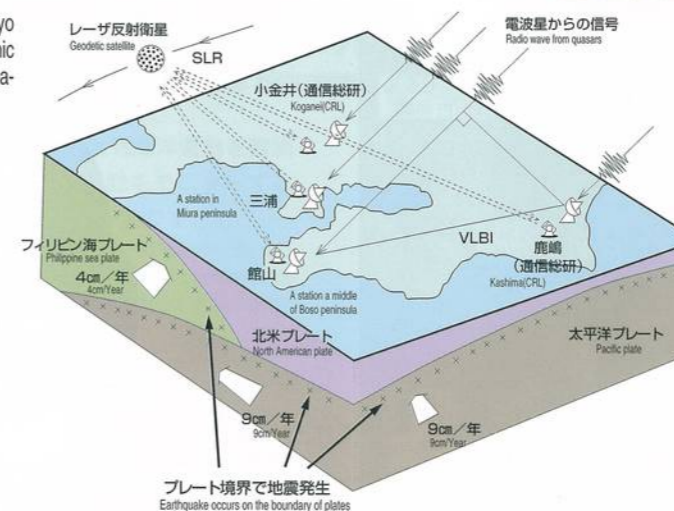 yo
nic
a-
レーザ反射衛星
Geodetic satellite
SLR
電波星からの信号
Radio wave from quasars
小金井(通信総研)
Koganei(CRL)
A station in
Miura peninsula
三浦
VLBI
鹿嶋
(通信総研)
Kashima(CRL)
館山
A station a middle
of Boso peninsula
フィリピン海プレート
Philippine sea plate
4cm/年
4cm/Year
北米プレート
North American plate
太平洋プレート
Pacific plate
9cm/年
9cm/Year
9cm/年
9cm/Year
プレート境界で地震発生
Earthquake occurs on the boundary of plates